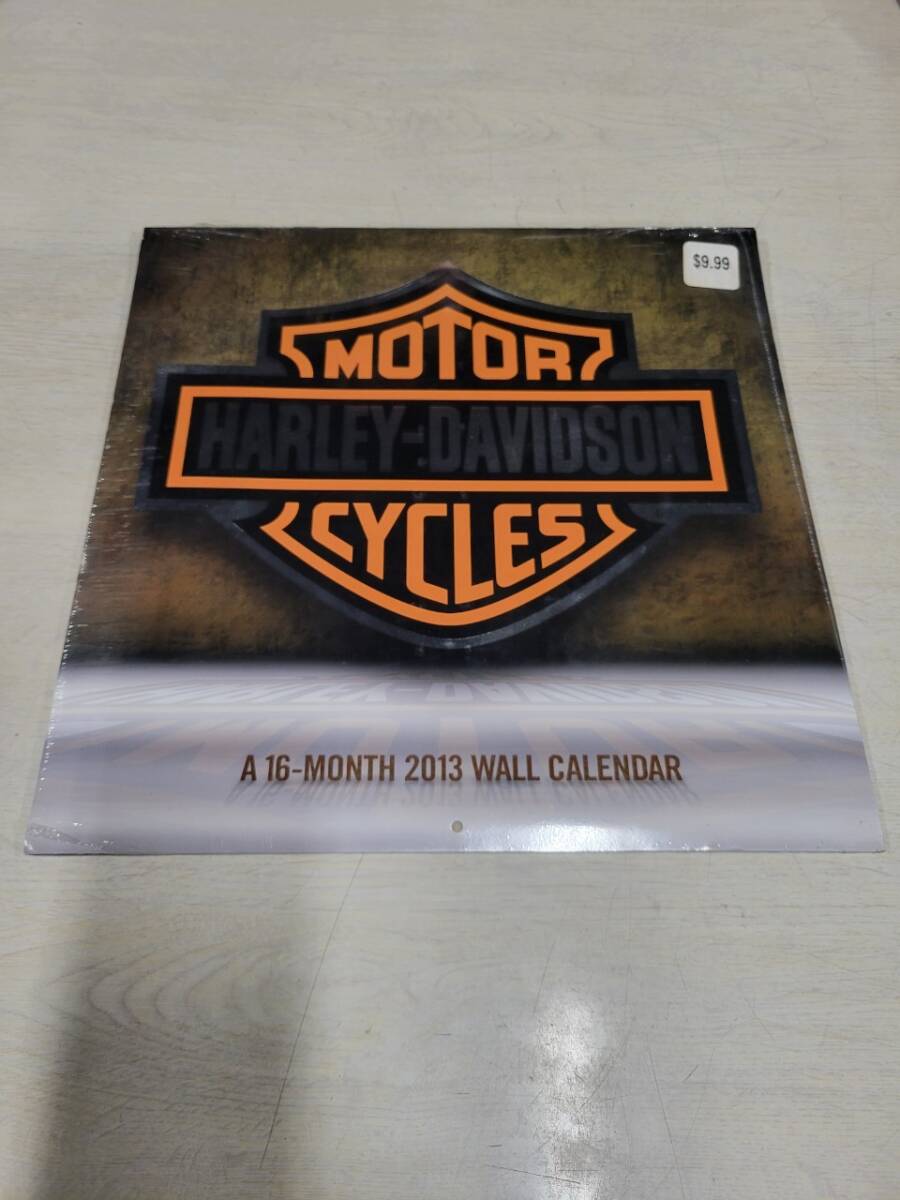 $9.99
MOTOR
HARLEY-DAVIDSON
CYCLES
A 16-MONTH 2013 WALL CALENDAR